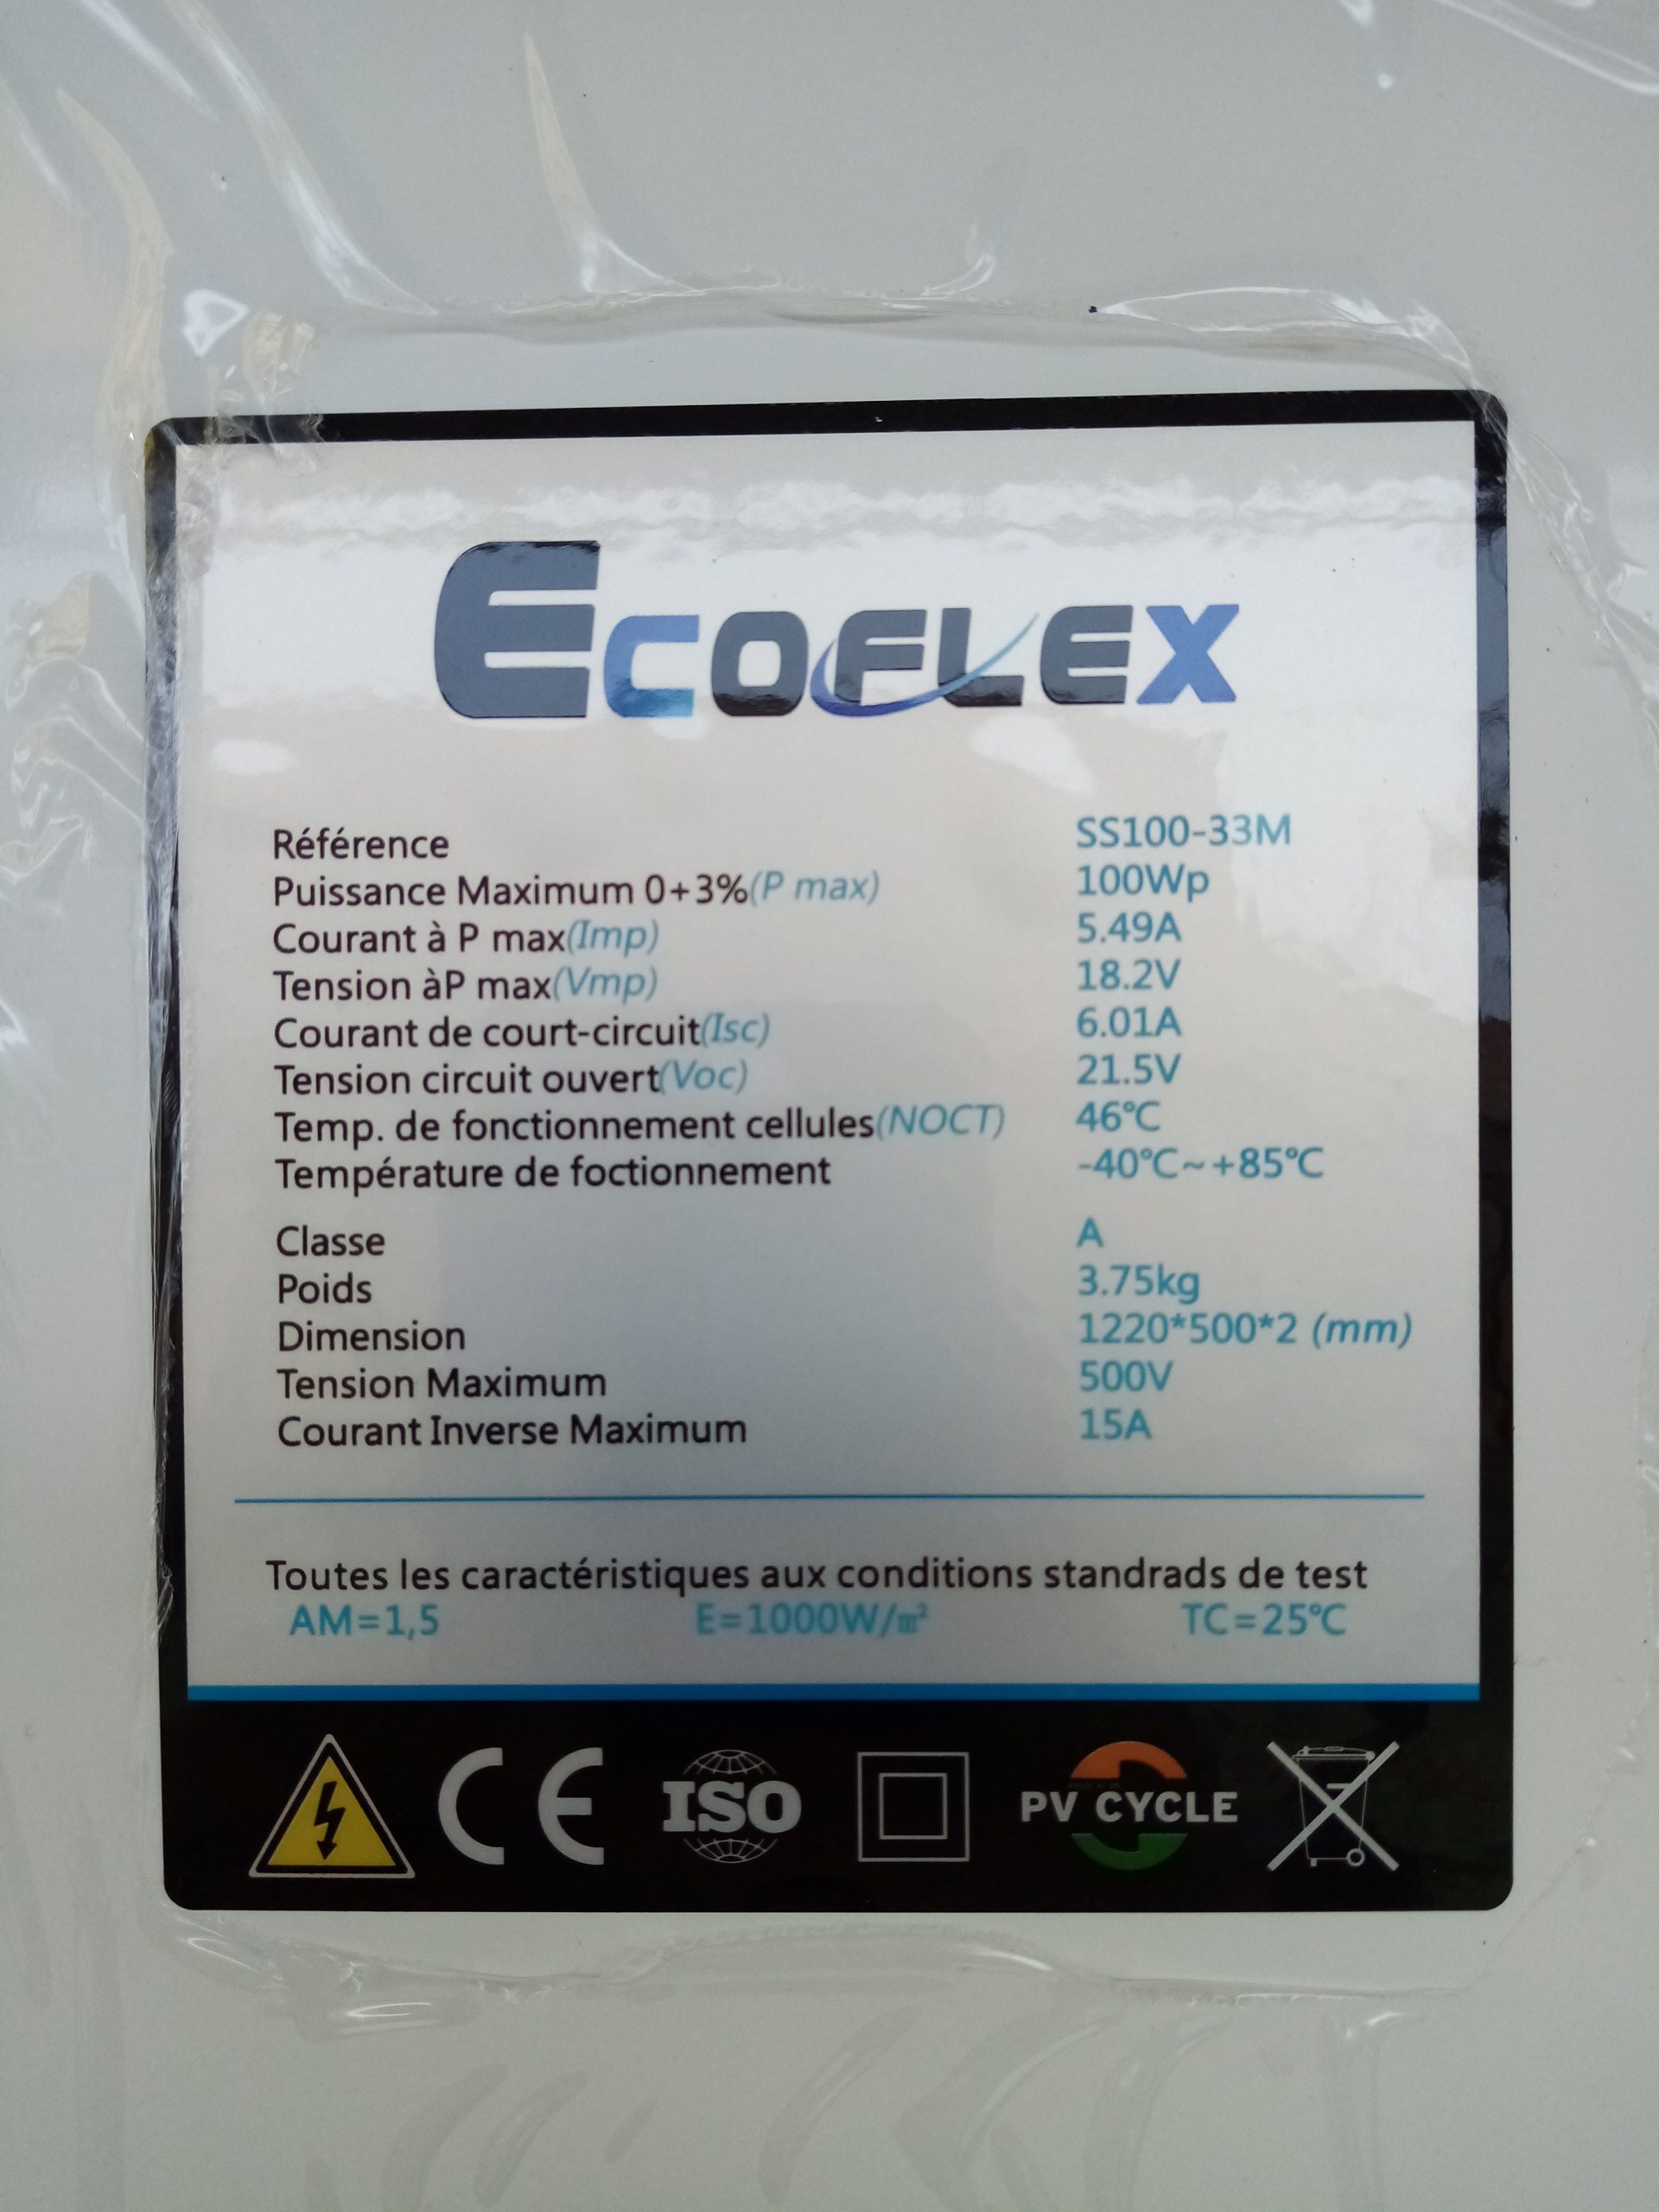 ECOFLEX
Référence SS100-33M
Puissance Maximum 0+3%(P max) 100Wp
Courant à P max(Imp) 5.49A
Tension àP max(Vmp) 18.2V
Courant de court-circuit(Isc) 6.01A
Tension circuit ouvert(Voc) 21.5V
Temp. de fonctionnement cellules(NOCT) 46℃
Température de foctionnement -40℃~+85℃
Classe A
Poids 3.75kg
Dimension 1220*500*2 (mm)
Tension Maximum 500V
Courant Inverse Maximum 15A
Toutes les caractéristiques aux conditions standrads de test
AM=1,5 E=1000W/㎡ TC=25℃
CE ISO PV CYCLE